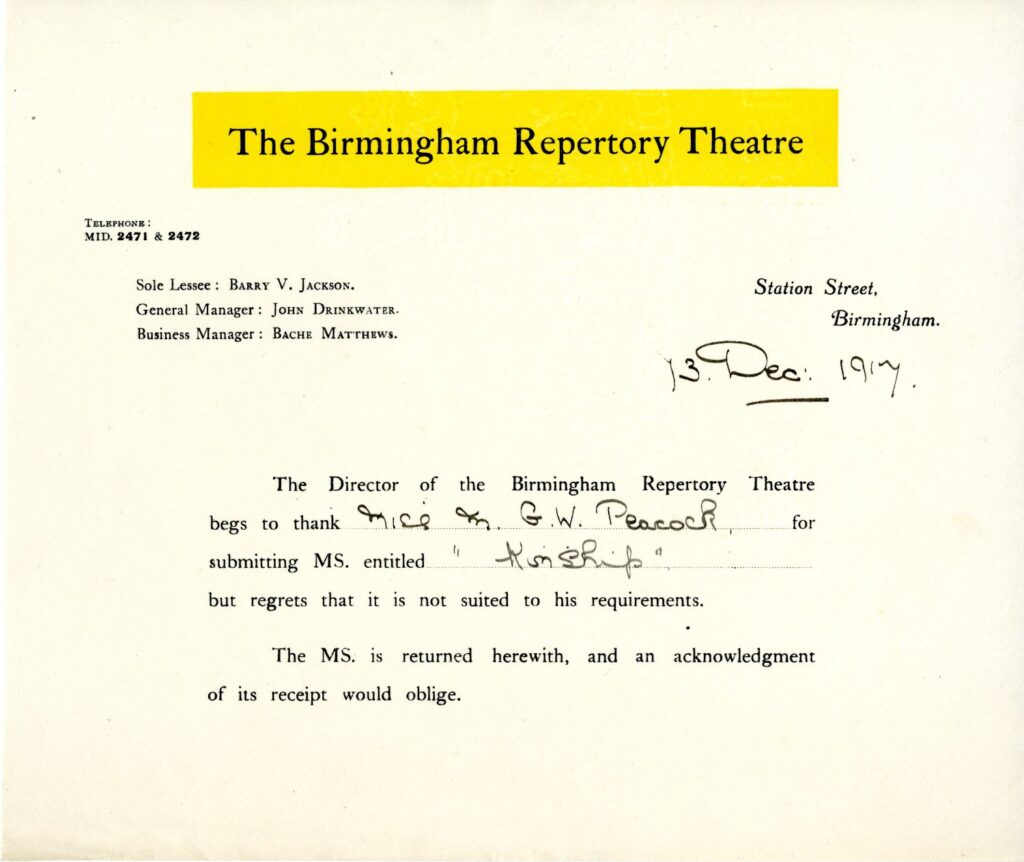 The Birmingham Repertory Theatre
TELEPHONE:
MID. 2471 & 2472
Sole Lessee: BARRY V. JACKSON.
General Manager: JOHN DRINKWATER.
Business Manager: BACHE MATTHEWS.
Station Street,
Birmingham.
13. Dec: 1917.
The Director of the Birmingham Repertory Theatre
begs to thank Miss M. G. W. Peacock, for
submitting MS. entitled "Kinship"
but regrets that it is not suited to his requirements.
The MS. is returned herewith, and an acknowledgment
of its receipt would oblige.